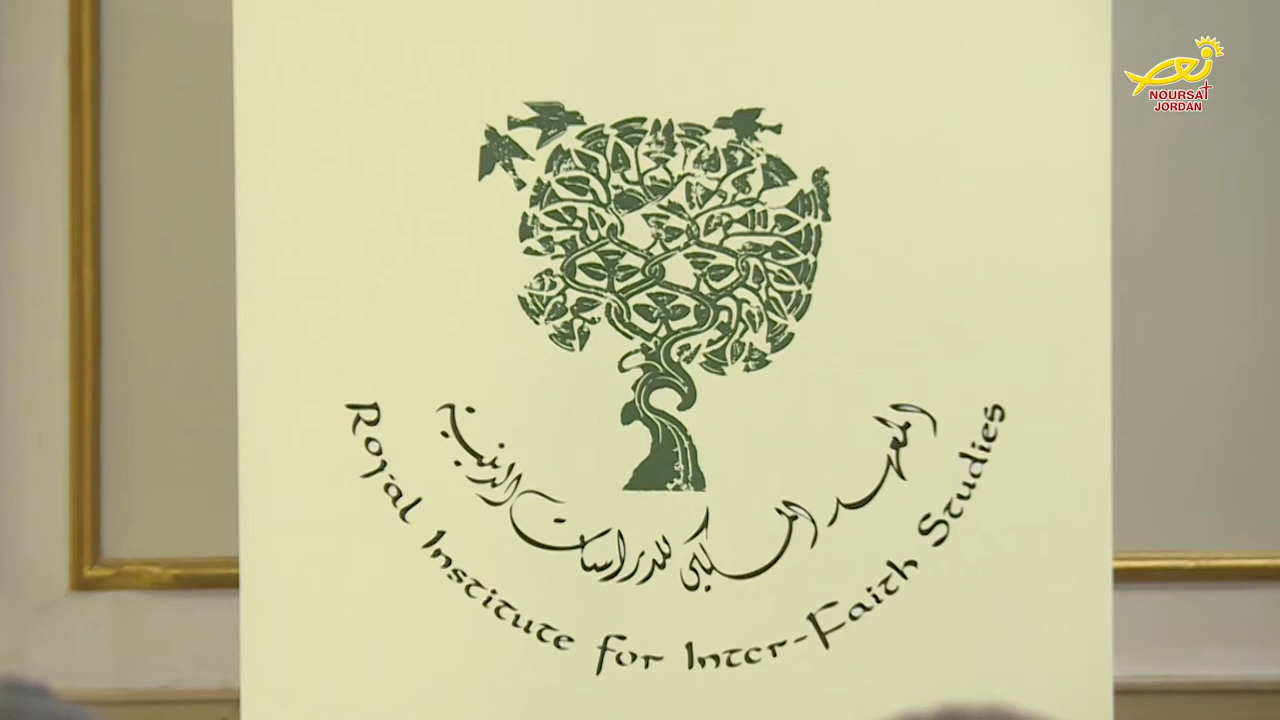 NOURSAT
JORDAN
المعهد الملكي للدراسات الدينية
Royal Institute for Inter-Faith Studies